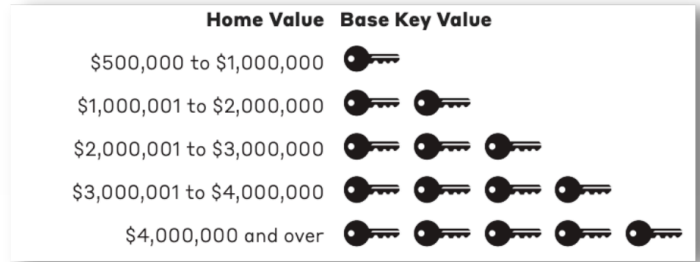 Home Value Base Key Value
$500,000 to $1,000,000
$1,000,001 to $2,000,000
$2,000,001 to $3,000,000
$3,000,001 to $4,000,000
$4,000,000 and over